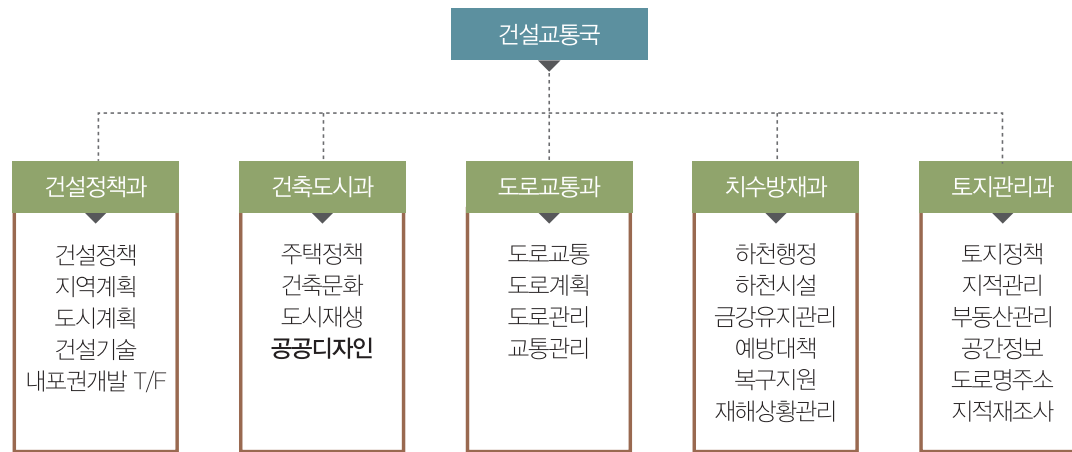 건설교통국
건설정책과
건설정책
지역계획
도시계획
건설기술
내포권개발 T/F
건축도시과
주택정책
건축문화
도시재생
공공디자인
도로교통과
도로교통
도로계획
도로관리
교통관리
치수방재과
하천행정
하천시설
금강유지관리
예방대책
복구지원
재해상황관리
토지관리과
토지정책
지적관리
부동산관리
공간정보
도로명주소
지적재조사